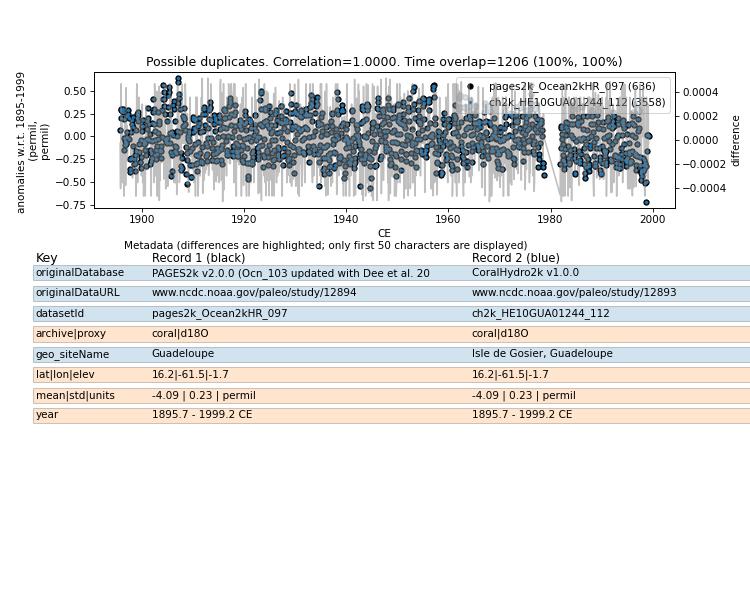 Possible duplicates. Correlation=1.0000. Time overlap=1206 (100%, 100%)
anomalies w.r.t. 1895-1999
(permil,
permil)
0.50
0.25
0.00
−0.25
−0.50
−0.75
pages2k_Ocean2kHR_097 (636)
ch2k_HE10GUA01244_112 (3558)
0.0004
0.0002
0.0000
−0.0002
−0.0004
difference
1900
1920
1940
1960
1980
2000
CE
Metadata (differences are highlighted; only first 50 characters are displayed)
Key Record 1 (black) Record 2 (blue)
originalDatabase PAGES2k v2.0.0 (Ocn_103 updated with Dee et al. 20 CoralHydro2k v1.0.0
originalDataURL www.ncdc.noaa.gov/paleo/study/12894 www.ncdc.noaa.gov/paleo/study/12893
datasetId pages2k_Ocean2kHR_097 ch2k_HE10GUA01244_112
archive|proxy coral|d18O coral|d18O
geo_siteName Guadeloupe Isle de Gosier, Guadeloupe
lat|lon|elev 16.2|-61.5|-1.7 16.2|-61.5|-1.7
mean|std|units -4.09 | 0.23 | permil -4.09 | 0.23 | permil
year 1895.7 - 1999.2 CE 1895.7 - 1999.2 CE